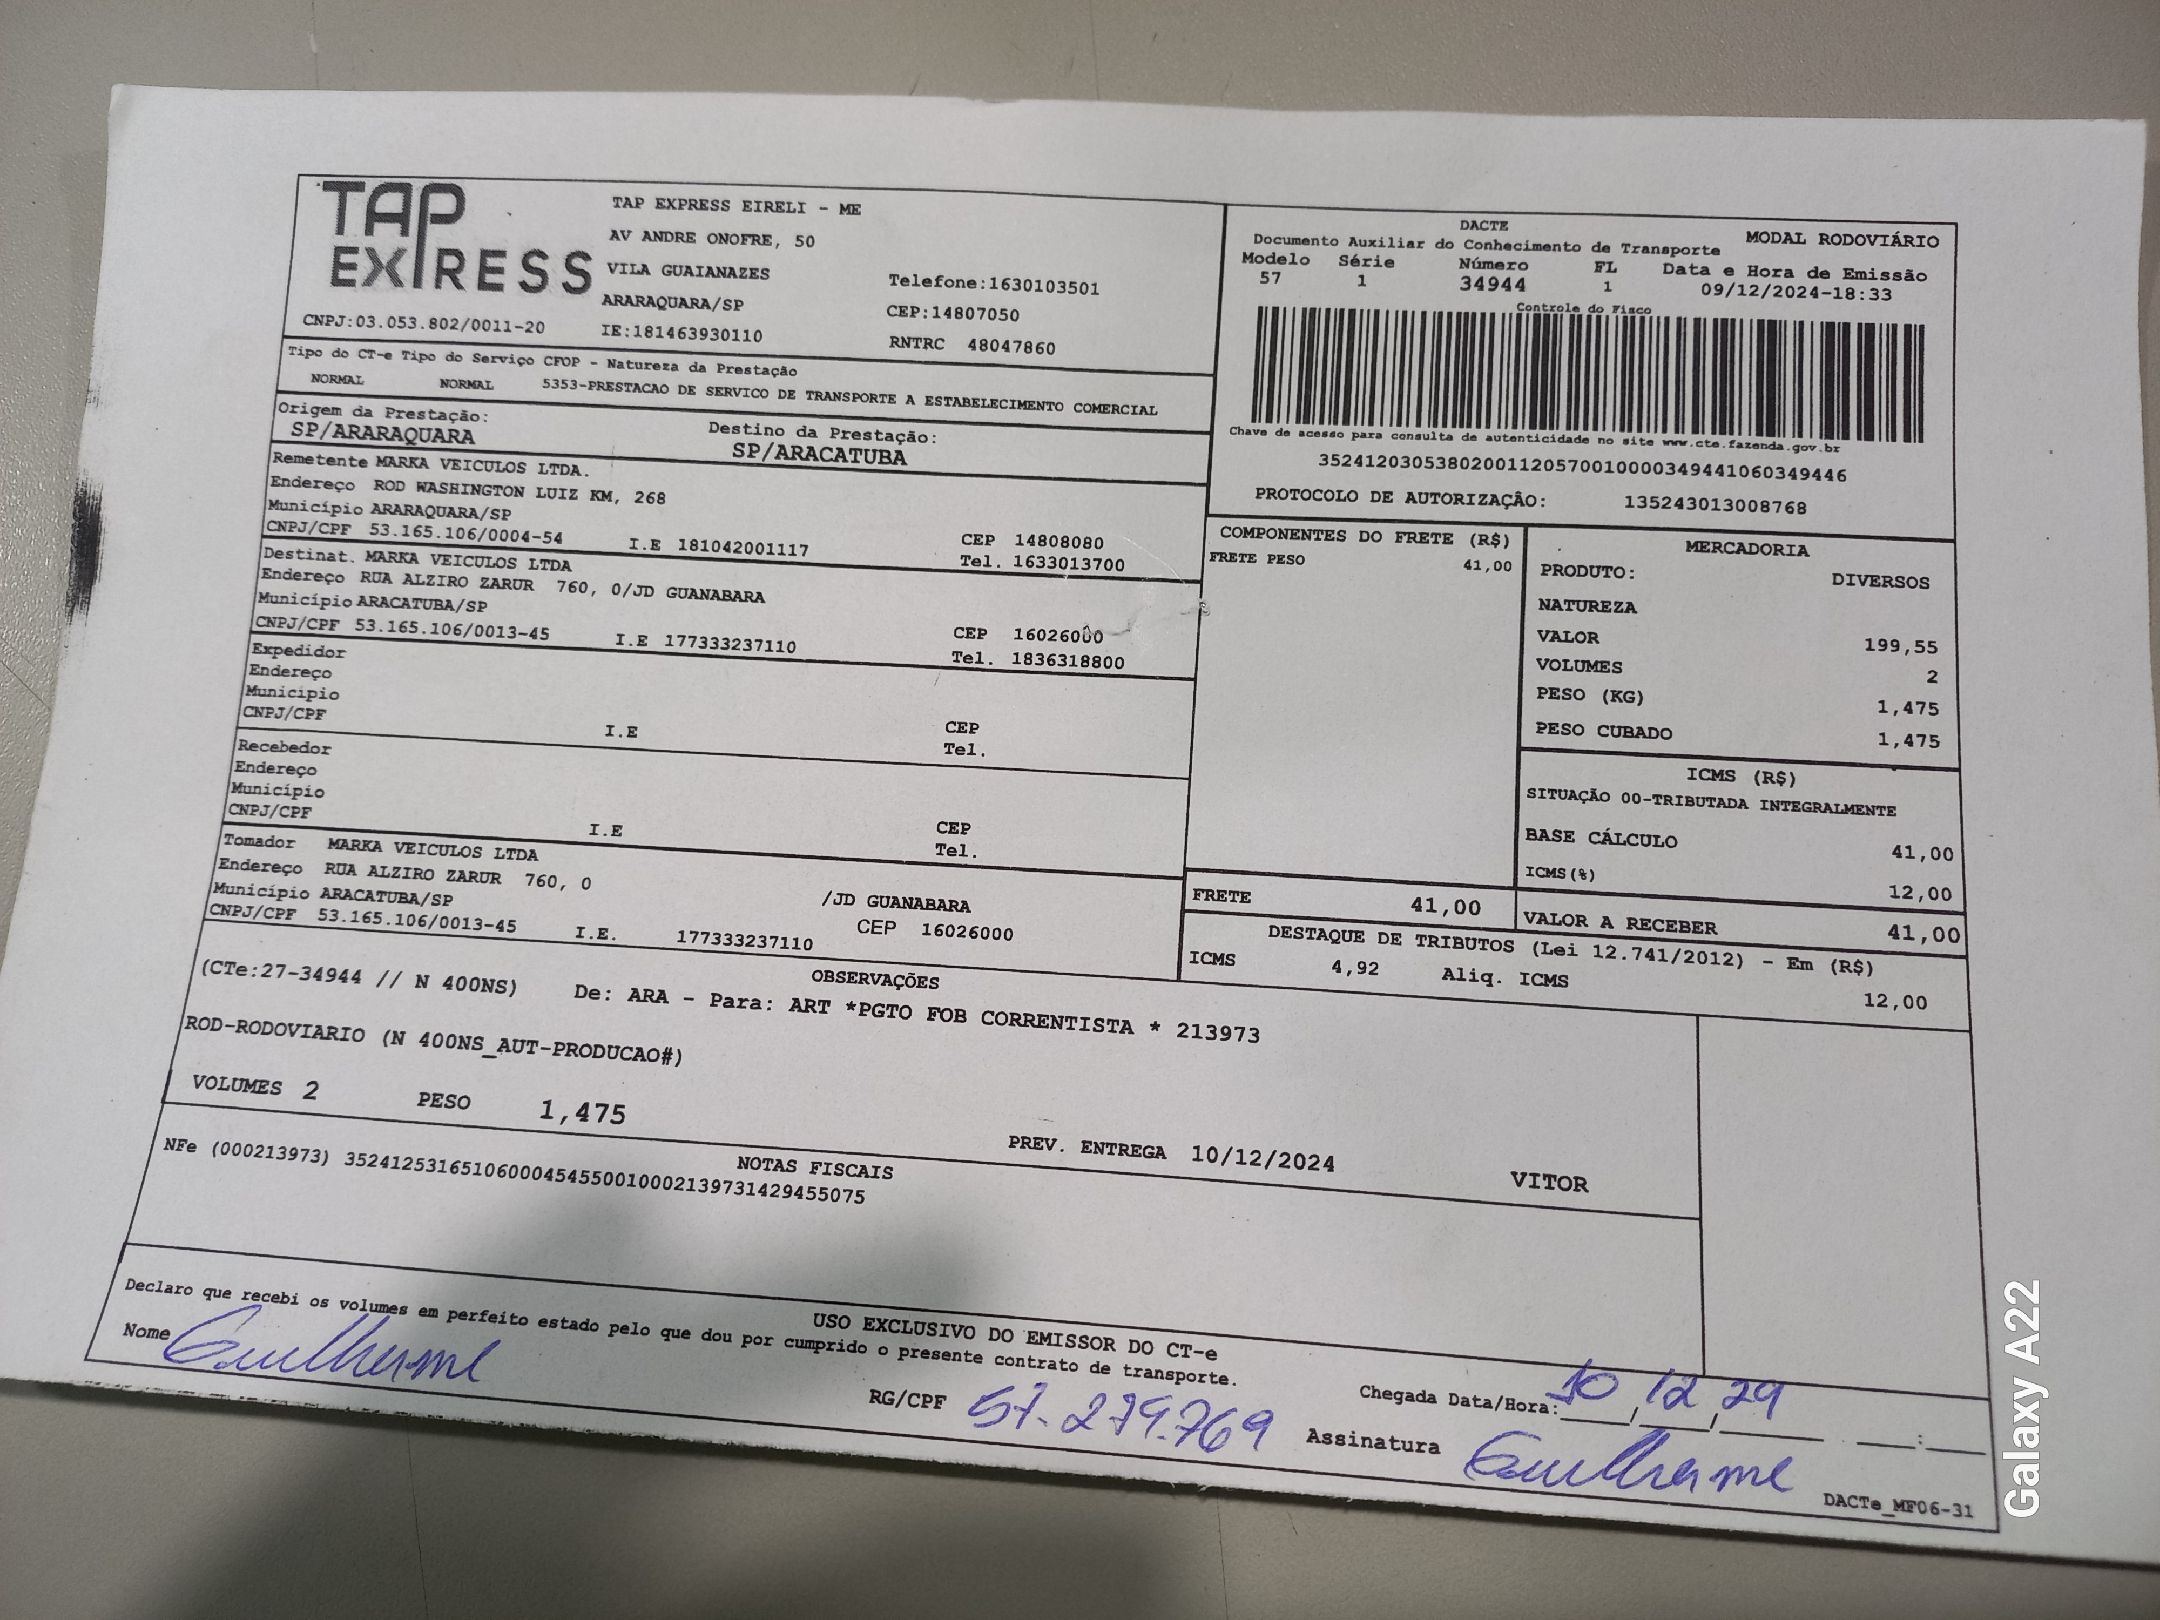 TAP EXPRESS
TAP EXPRESS EIRELI - ME
AV ANDRE ONOFRE, 50
VILA GUAIANAZES
Telefone:1630103501
ARARAQUARA/SP
CEP:14807050
CNPJ:03.053.802/0011-20
IE:181463930110
RNTRC 48047860
DACTE
Documento Auxiliar do Conhecimento de Transporte
MODAL RODOVIÁRIO
Modelo Série Número FL Data e Hora de Emissão
57 1 34944 1 09/12/2024-18:33
Controle do Fisco
Chave de acesso para consulta de autenticidade no site www.cte.fazenda.gov.br
35241203053802001120570010000349441060349446
PROTOCOLO DE AUTORIZAÇÃO: 135243013008768
Tipo do CT-e Tipo do Serviço CFOP - Natureza da Prestação
NORMAL NORMAL 5353-PRESTACAO DE SERVICO DE TRANSPORTE A ESTABELECIMENTO COMERCIAL
Origem da Prestação: Destino da Prestação:
SP/ARARAQUARA SP/ARACATUBA
Remetente MARKA VEICULOS LTDA.
Endereço ROD WASHINGTON LUIZ KM, 268
Município ARARAQUARA/SP CEP 14808080
CNPJ/CPF 53.165.106/0004-54 I.E 181042001117 Tel. 1633013700
Destinat. MARKA VEICULOS LTDA
Endereço RUA ALZIRO ZARUR 760, 0/JD GUANABARA
Município ARACATUBA/SP CEP 16026000
CNPJ/CPF 53.165.106/0013-45 I.E 177333237110 Tel. 1836318800
Expedidor
Endereço
Municipio CEP
CNPJ/CPF I.E Tel.
Recebedor
Endereço
Município CEP
CNPJ/CPF I.E Tel.
Tomador MARKA VEICULOS LTDA
Endereço RUA ALZIRO ZARUR 760, 0 /JD GUANABARA
Município ARACATUBA/SP CEP 16026000
CNPJ/CPF 53.165.106/0013-45 I.E. 177333237110
COMPONENTES DO FRETE (R$)
FRETE PESO 41,00
MERCADORIA
PRODUTO: DIVERSOS
NATUREZA
VALOR 199,55
VOLUMES 2
PESO (KG) 1,475
PESO CUBADO 1,475
ICMS (R$)
SITUAÇÃO 00-TRIBUTADA INTEGRALMENTE
BASE CÁLCULO 41,00
ICMS(%) 12,00
FRETE 41,00
VALOR A RECEBER 41,00
DESTAQUE DE TRIBUTOS (Lei 12.741/2012) - Em (R$)
ICMS 4,92 Aliq. ICMS 12,00
OBSERVAÇÕES
(CTe:27-34944 // N 400NS) De: ARA - Para: ART *PGTO FOB CORRENTISTA * 213973
ROD-RODOVIARIO (N 400NS_AUT-PRODUCAO#)
VOLUMES 2 PESO 1,475 PREV. ENTREGA 10/12/2024 VITOR
NOTAS FISCAIS
NFe (000213973) 35241253165106000454550010002139731429455075
USO EXCLUSIVO DO EMISSOR DO CT-e
Declaro que recebi os volumes em perfeito estado pelo que dou por cumprido o presente contrato de transporte.
Nome Guilherme RG/CPF 57.279.769 Chegada Data/Hora: 10/12/24 :
Assinatura Guilherme
DACTe_MF06-31
Galaxy A22